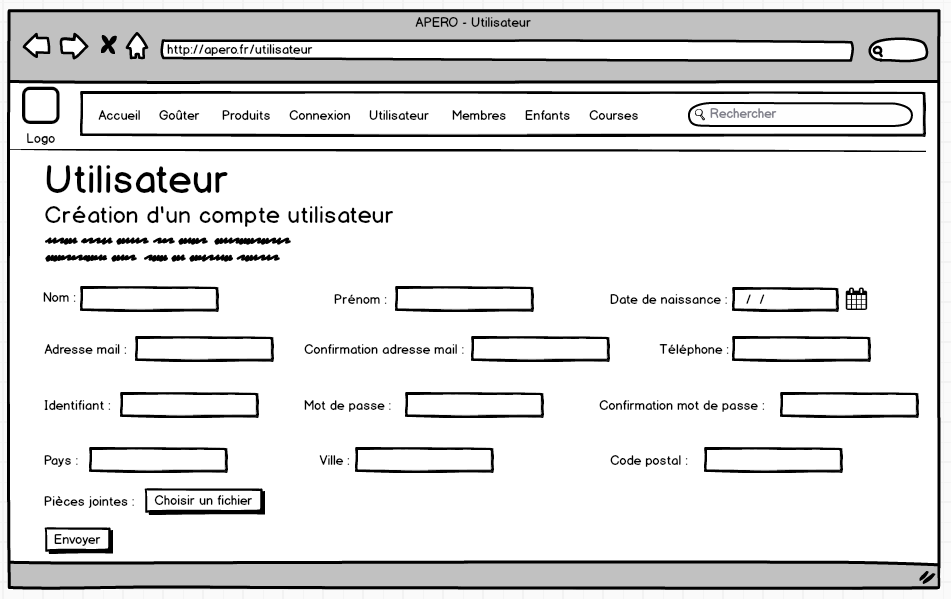 APERO - Utilisateur
http://apero.fr/utilisateur
Logo
Accueil Goûter Produits Connexion Utilisateur Membres Enfants Courses Rechercher
Utilisateur
Création d'un compte utilisateur
Nom : Prénom : Date de naissance : / /
Adresse mail : Confirmation adresse mail : Téléphone :
Identifiant : Mot de passe : Confirmation mot de passe :
Pays : Ville : Code postal :
Pièces jointes : Choisir un fichier
Envoyer